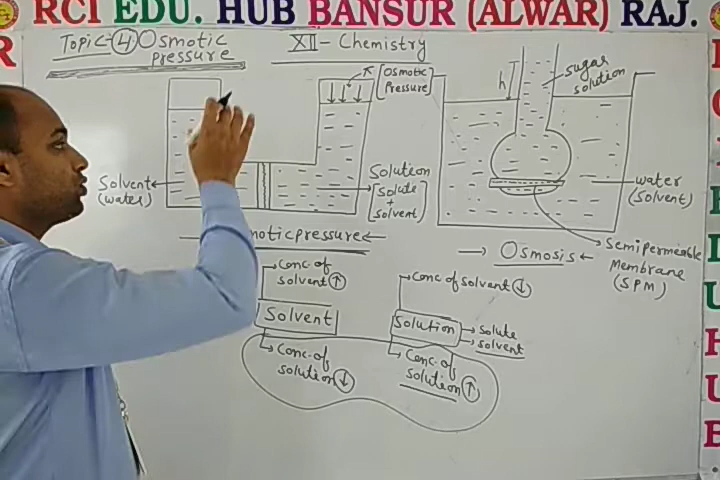 RCI EDU. HUB BANSUR (ALWAR) RAJ.
Topic-④ Osmotic
Pressure
XII - Chemistry
π [Osmotic
Pressure]
h
sugar
solution
Solvent
(water)
Solution
[Solute
+
Solvent]
water
(Solvent)
Semipermeable
Membrane
(SPM)
moticpressure
Osmosis
Conc. of
solvent ↑
Conc. of solvent ↓
Solvent
Solution
→ Solute
→ solvent
Conc. of
solution ↓
Conc. of
solution ↑
R
H
U
B